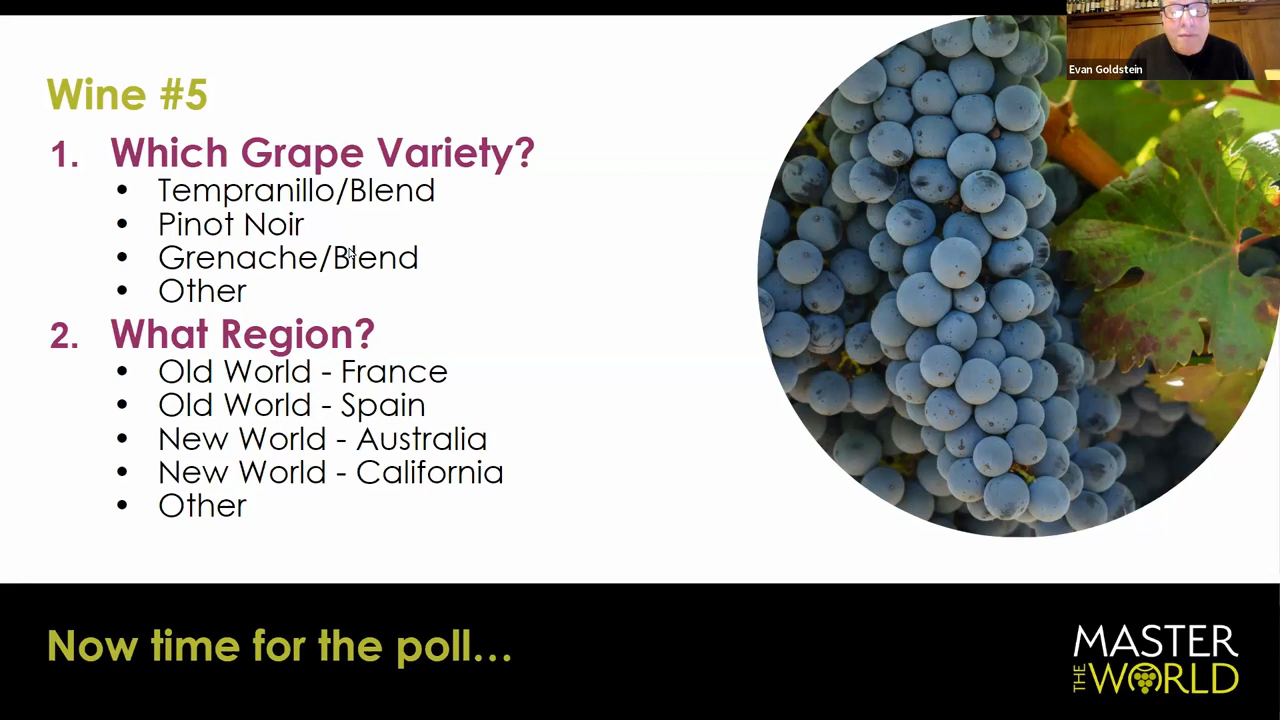 Evan Goldstein
Wine #5
1. Which Grape Variety?
• Tempranillo/Blend
• Pinot Noir
• Grenache/Blend
• Other
2. What Region?
• Old World - France
• Old World - Spain
• New World - Australia
• New World - California
• Other
Now time for the poll...
MASTER
THE WORLD